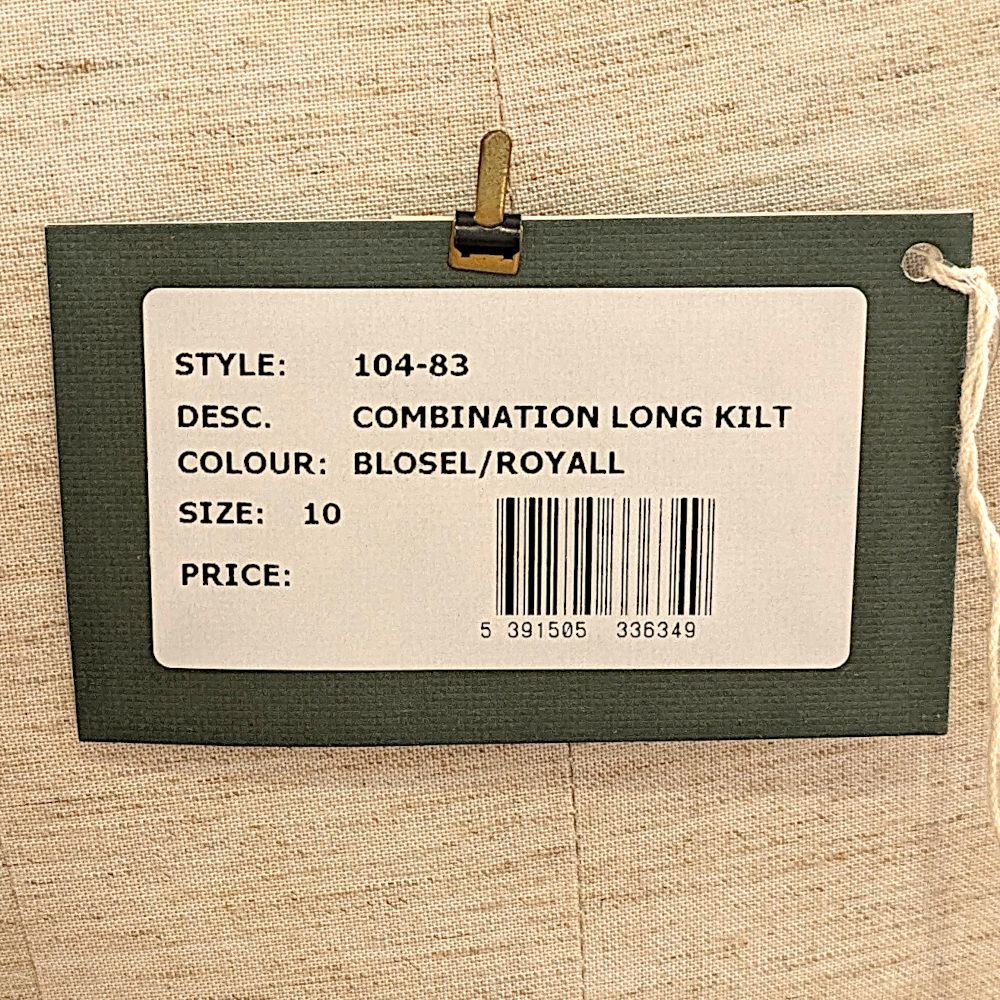 STYLE: 104-83
DESC. COMBINATION LONG KILT
COLOUR: BLOSEL/ROYALL
SIZE: 10
PRICE:
5 391505 336349